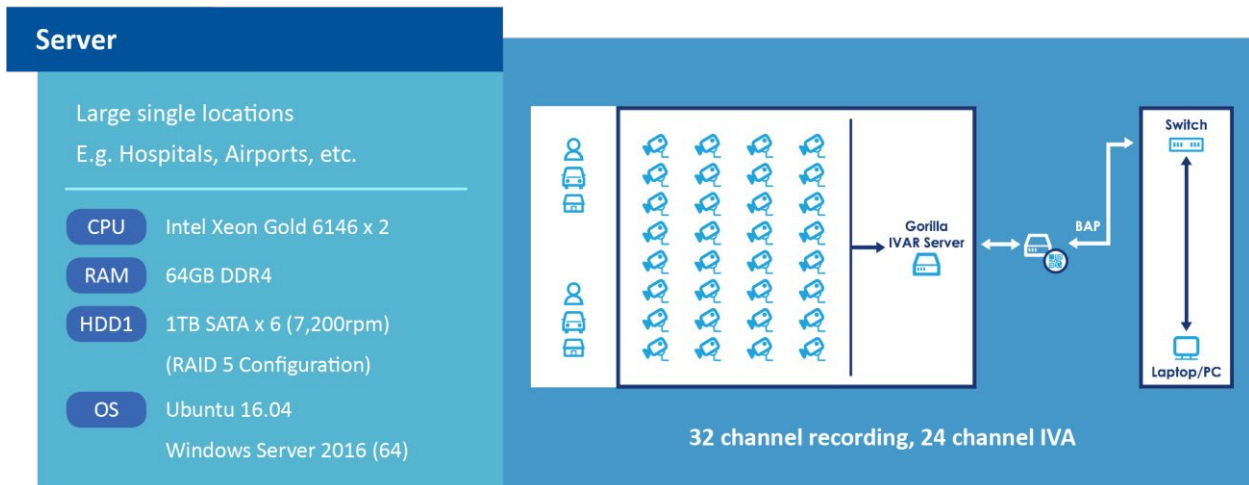 Server
Large single locations
E.g. Hospitals, Airports, etc.
CPU Intel Xeon Gold 6146 x 2
RAM 64GB DDR4
HDD1 1TB SATA x 6 (7,200rpm)
(RAID 5 Configuration)
OS Ubuntu 16.04
Windows Server 2016 (64)
Gorilla
IVAR Server
BAP
Switch
Laptop/PC
32 channel recording, 24 channel IVA